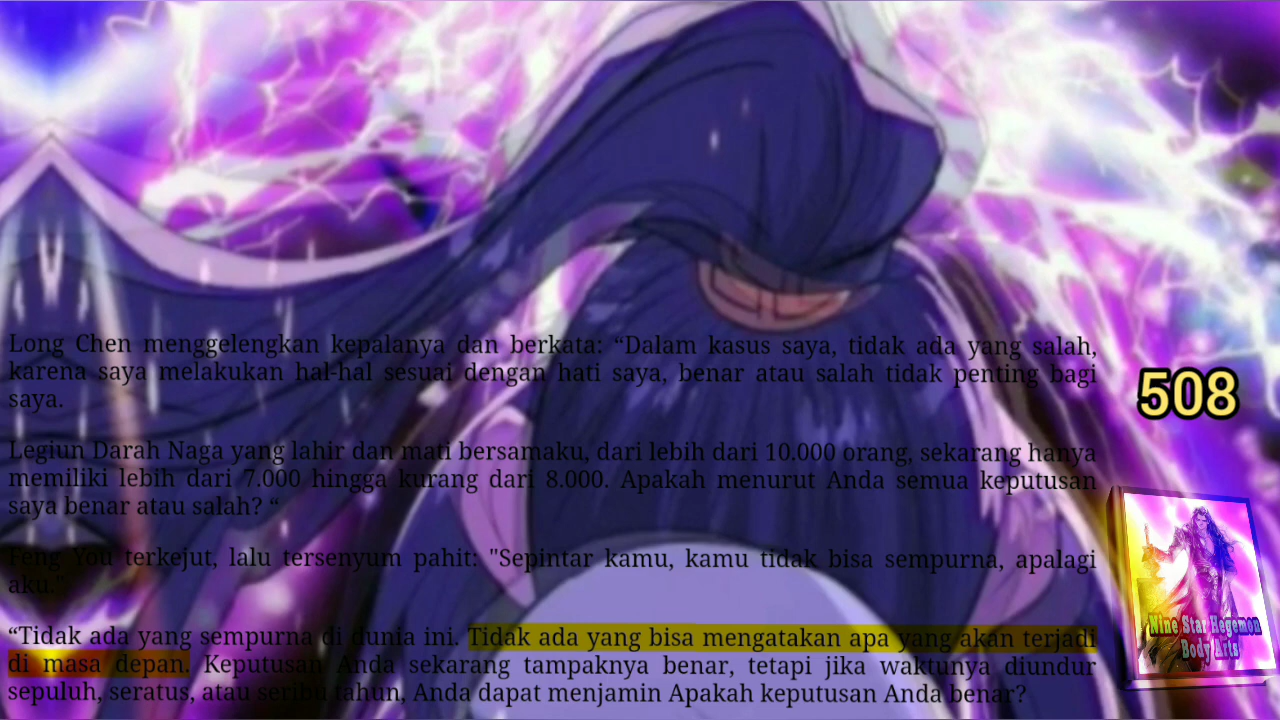 Long Chen menggelengkan kepalanya dan berkata: “Dalam kasus saya, tidak ada yang salah,
karena saya melakukan hal-hal sesuai dengan hati saya, benar atau salah tidak penting bagi
saya.
Legiun Darah Naga yang lahir dan mati bersamaku, dari lebih dari 10.000 orang, sekarang hanya
memiliki lebih dari 7.000 hingga kurang dari 8.000. Apakah menurut Anda semua keputusan
saya benar atau salah? “
Feng You terkejut, lalu tersenyum pahit: "Sepintar kamu, kamu tidak bisa sempurna, apalagi
aku."
“Tidak ada yang sempurna di dunia ini. Tidak ada yang bisa mengatakan apa yang akan terjadi
di masa depan. Keputusan Anda sekarang tampaknya benar, tetapi jika waktunya diundur
sepuluh, seratus, atau seribu tahun, Anda dapat menjamin Apakah keputusan Anda benar?
508
Nine Star Hegemon
Body Arts